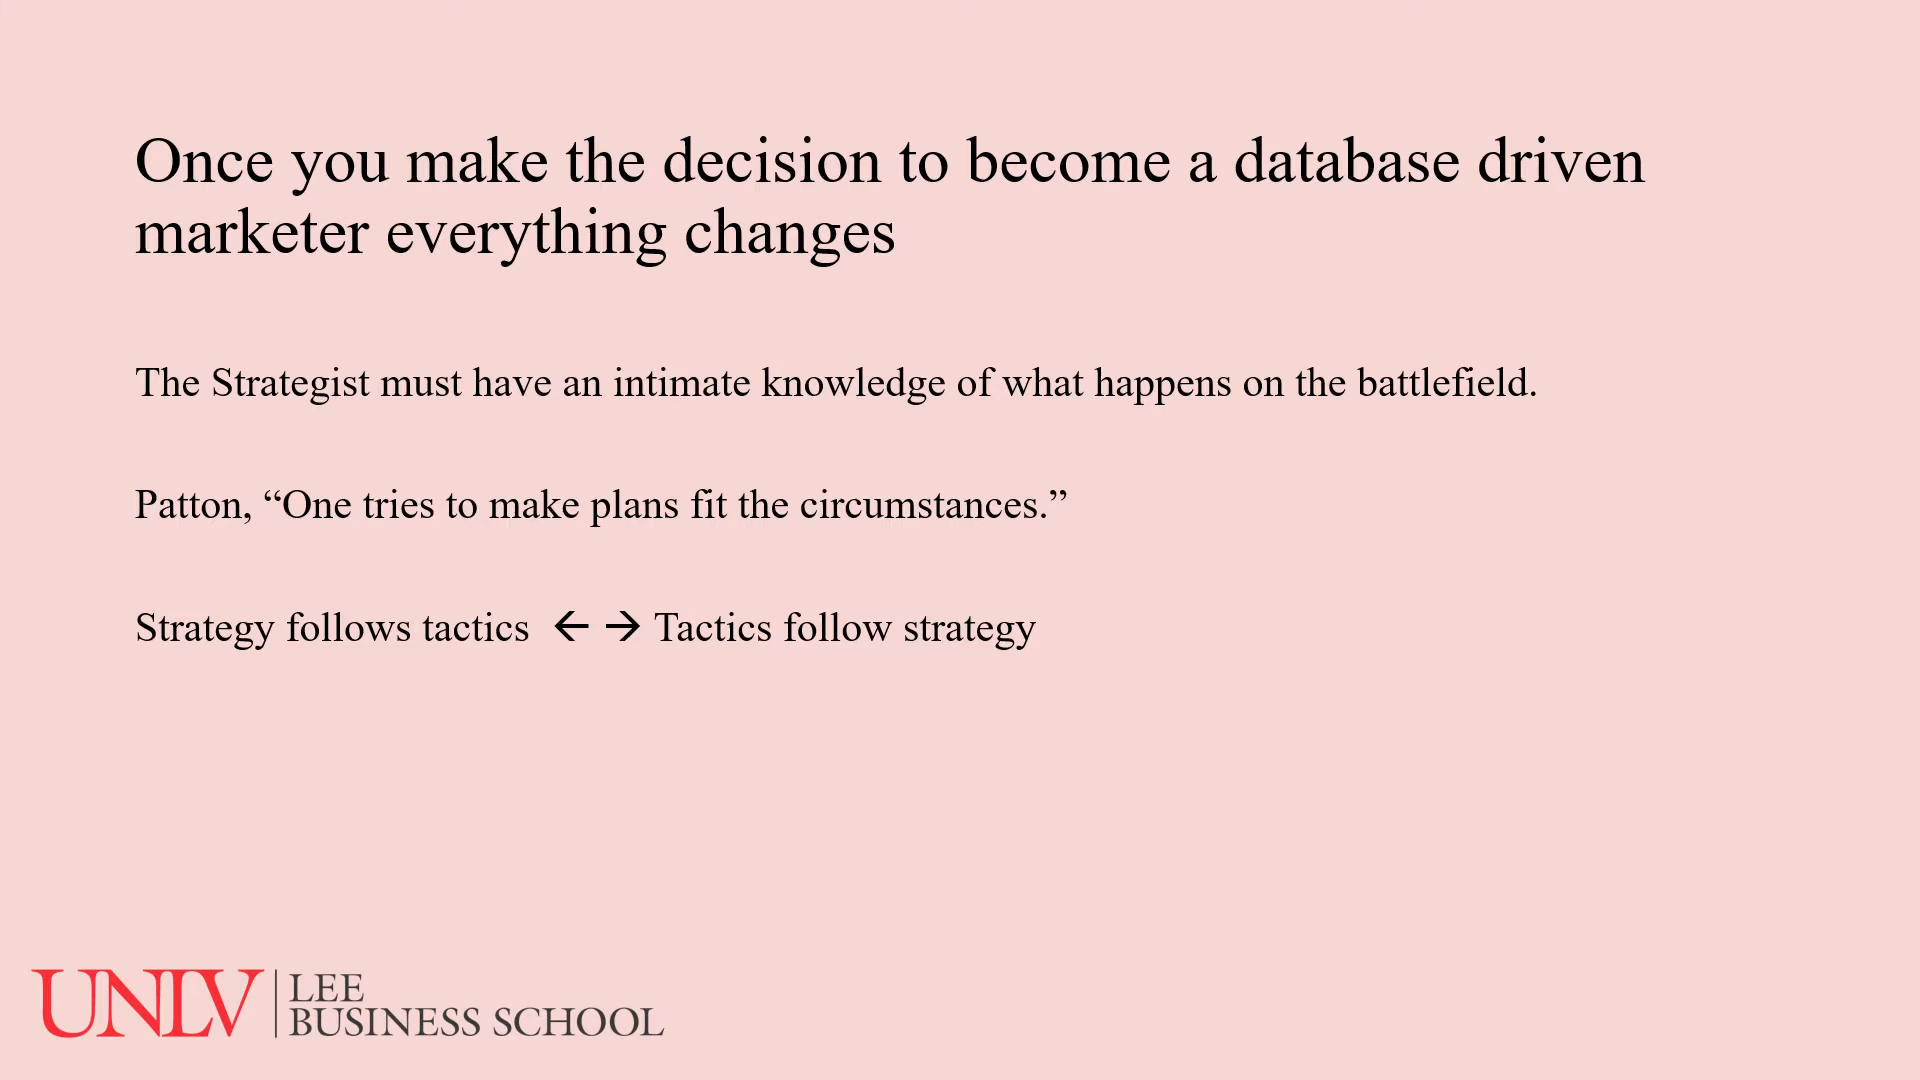 Once you make the decision to become a database driven
marketer everything changes
The Strategist must have an intimate knowledge of what happens on the battlefield.
Patton, “One tries to make plans fit the circumstances.”
Strategy follows tactics ← → Tactics follow strategy
UNLV LEE
BUSINESS SCHOOL